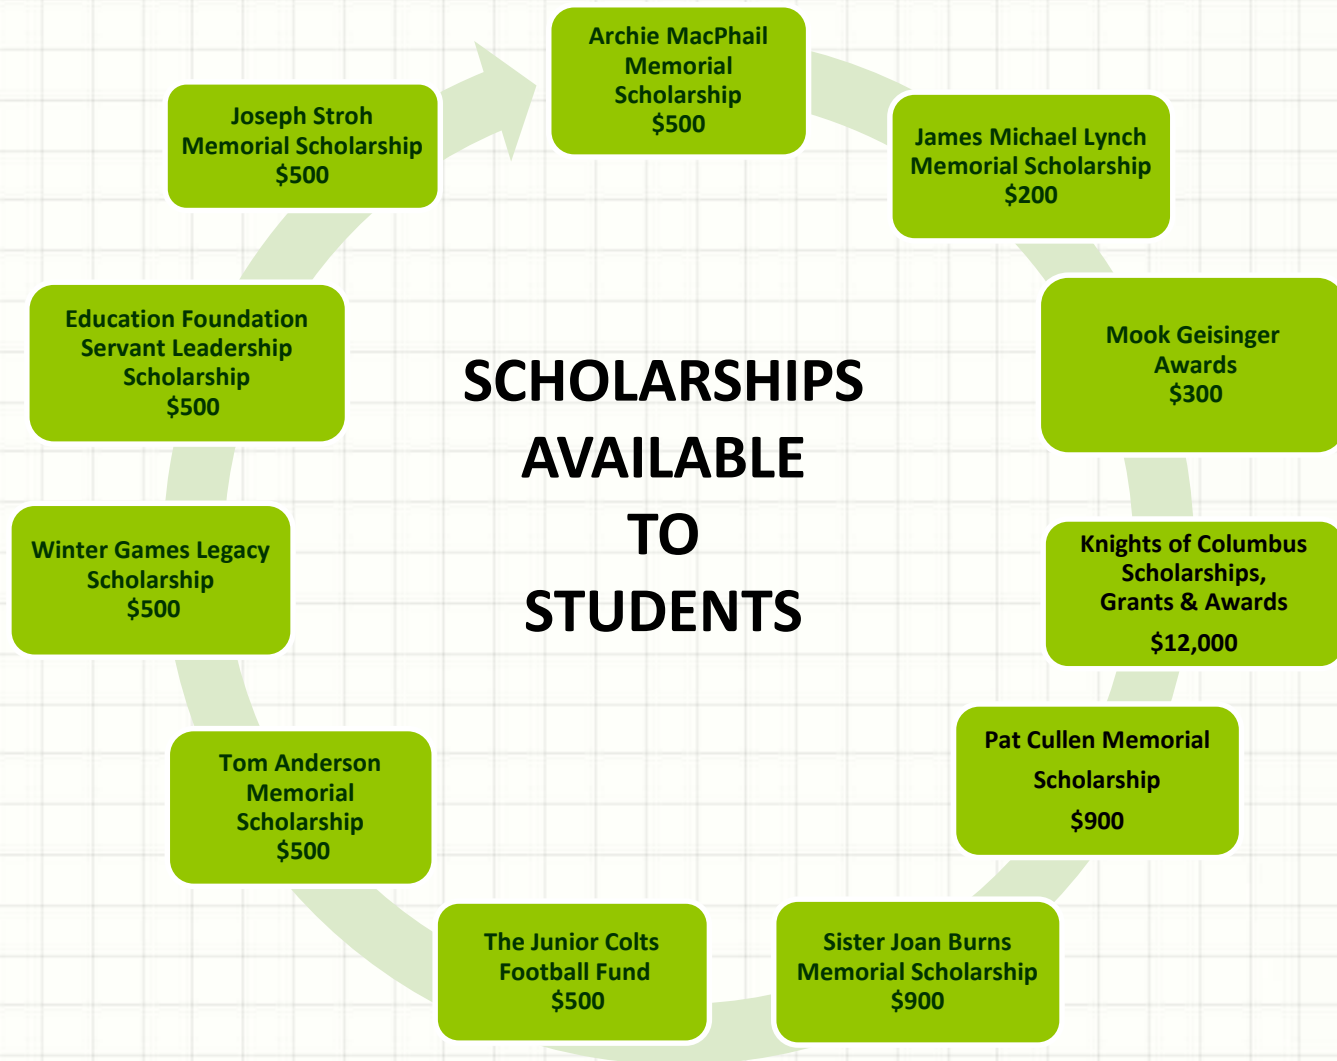 Archie MacPhail
Memorial
Scholarship
$500
James Michael Lynch
Memorial Scholarship
$200
Mook Geisinger
Awards
$300
Knights of Columbus
Scholarships,
Grants & Awards
$12,000
Pat Cullen Memorial
Scholarship
$900
Sister Joan Burns
Memorial Scholarship
$900
The Junior Colts
Football Fund
$500
Tom Anderson
Memorial
Scholarship
$500
Winter Games Legacy
Scholarship
$500
Education Foundation
Servant Leadership
Scholarship
$500
Joseph Stroh
Memorial Scholarship
$500
SCHOLARSHIPS
AVAILABLE
TO
STUDENTS